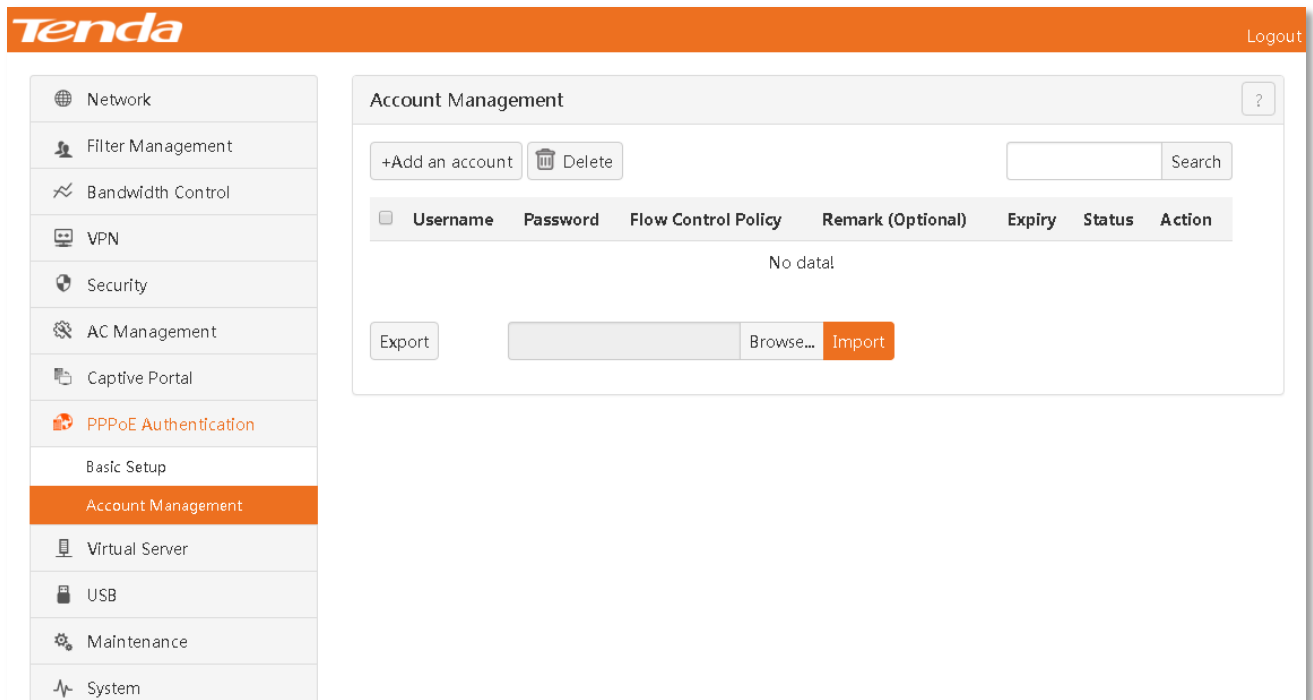 Tenda
Logout
Network
Filter Management
Bandwidth Control
VPN
Security
AC Management
Captive Portal
PPPoE Authentication
Basic Setup
Account Management
Virtual Server
USB
Maintenance
System
Account Management ?
+Add an account Delete Search
Username Password Flow Control Policy Remark (Optional) Expiry Status Action
No data!
Export Browse... Import